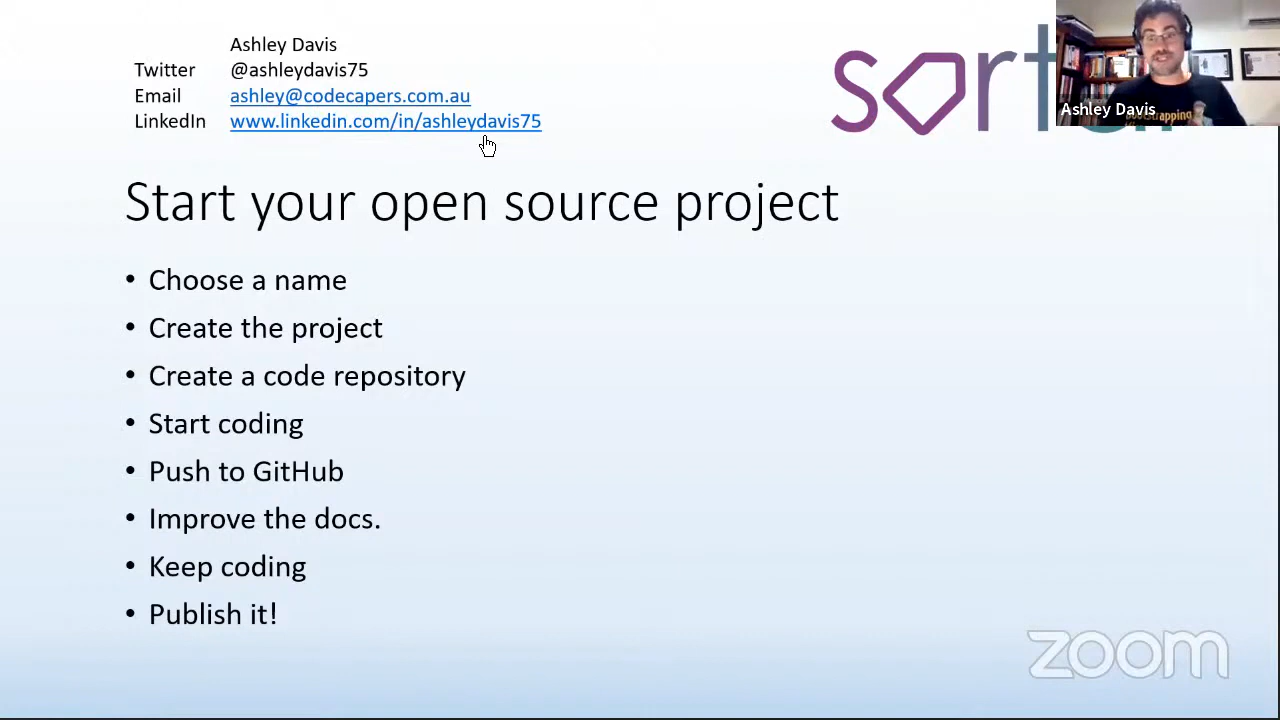 Ashley Davis
Twitter @ashleydavis75
Email ashley@codecapers.com.au
LinkedIn www.linkedin.com/in/ashleydavis75
Ashley Davis
Start your open source project
• Choose a name
• Create the project
• Create a code repository
• Start coding
• Push to GitHub
• Improve the docs.
• Keep coding
• Publish it!
zoom